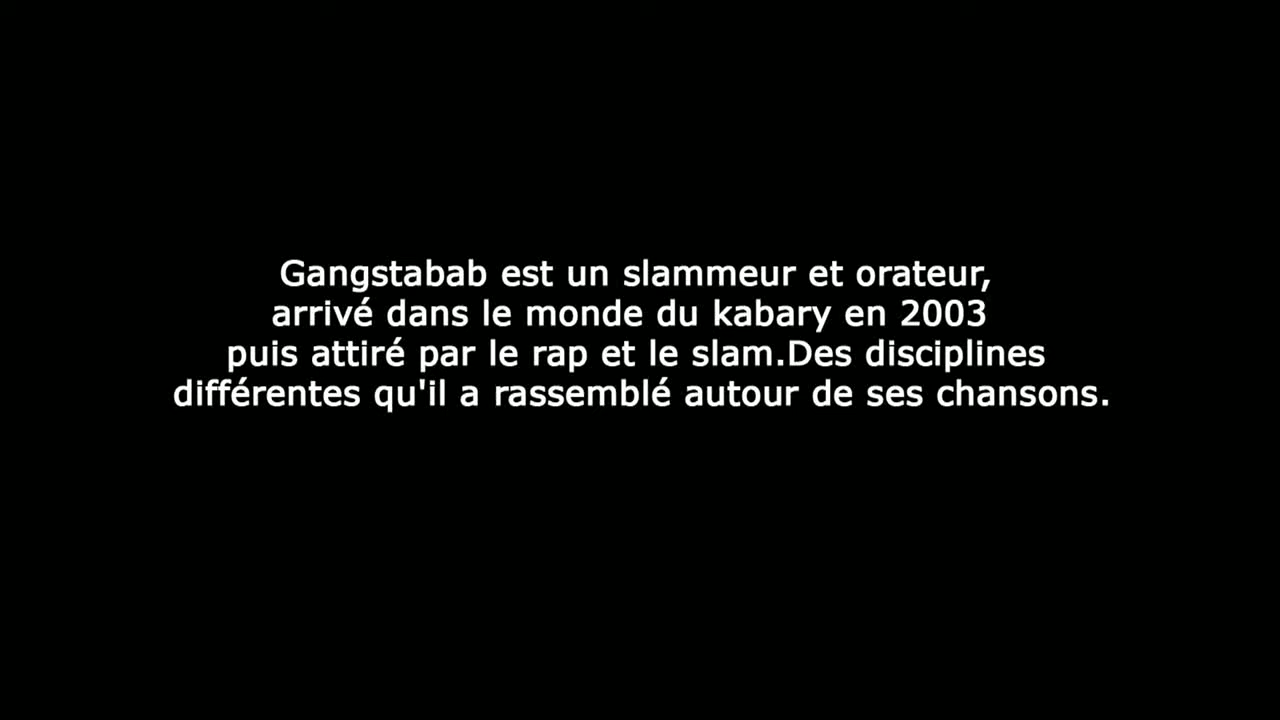 Gangstabab est un slammeur et orateur,
arrivé dans le monde du kabary en 2003
puis attiré par le rap et le slam.Des disciplines
différentes qu'il a rassemblé autour de ses chansons.